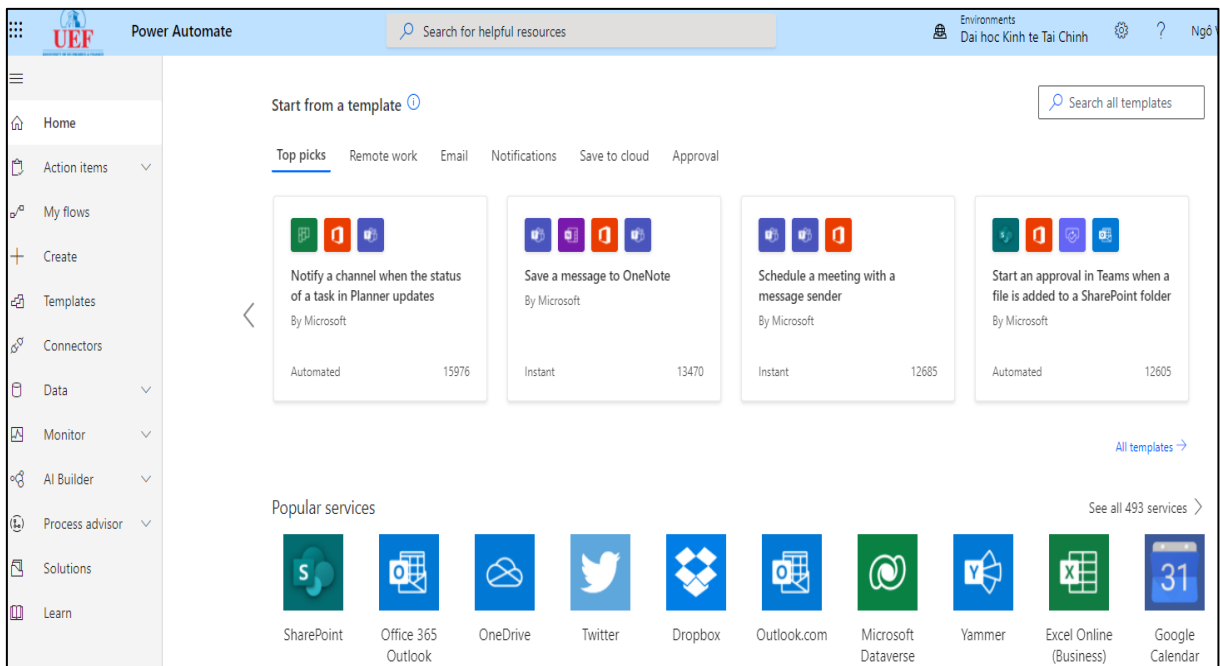 UEF
Power Automate
Search for helpful resources
Environments
Dai hoc Kinh te Tai Chinh
?
Ngô V
Home
Action items
My flows
Create
Templates
Connectors
Data
Monitor
AI Builder
Process advisor
Solutions
Learn
Start from a template
Search all templates
Top picks Remote work Email Notifications Save to cloud Approval
Notify a channel when the status
of a task in Planner updates
By Microsoft
Automated 15976
Save a message to OneNote
By Microsoft
Instant 13470
Schedule a meeting with a
message sender
By Microsoft
Instant 12685
Start an approval in Teams when a
file is added to a SharePoint folder
By Microsoft
Automated 12605
All templates
Popular services
See all 493 services
31
SharePoint
Office 365
Outlook
OneDrive
Twitter
Dropbox
Outlook.com
Microsoft
Dataverse
Yammer
Excel Online
(Business)
Google
Calendar